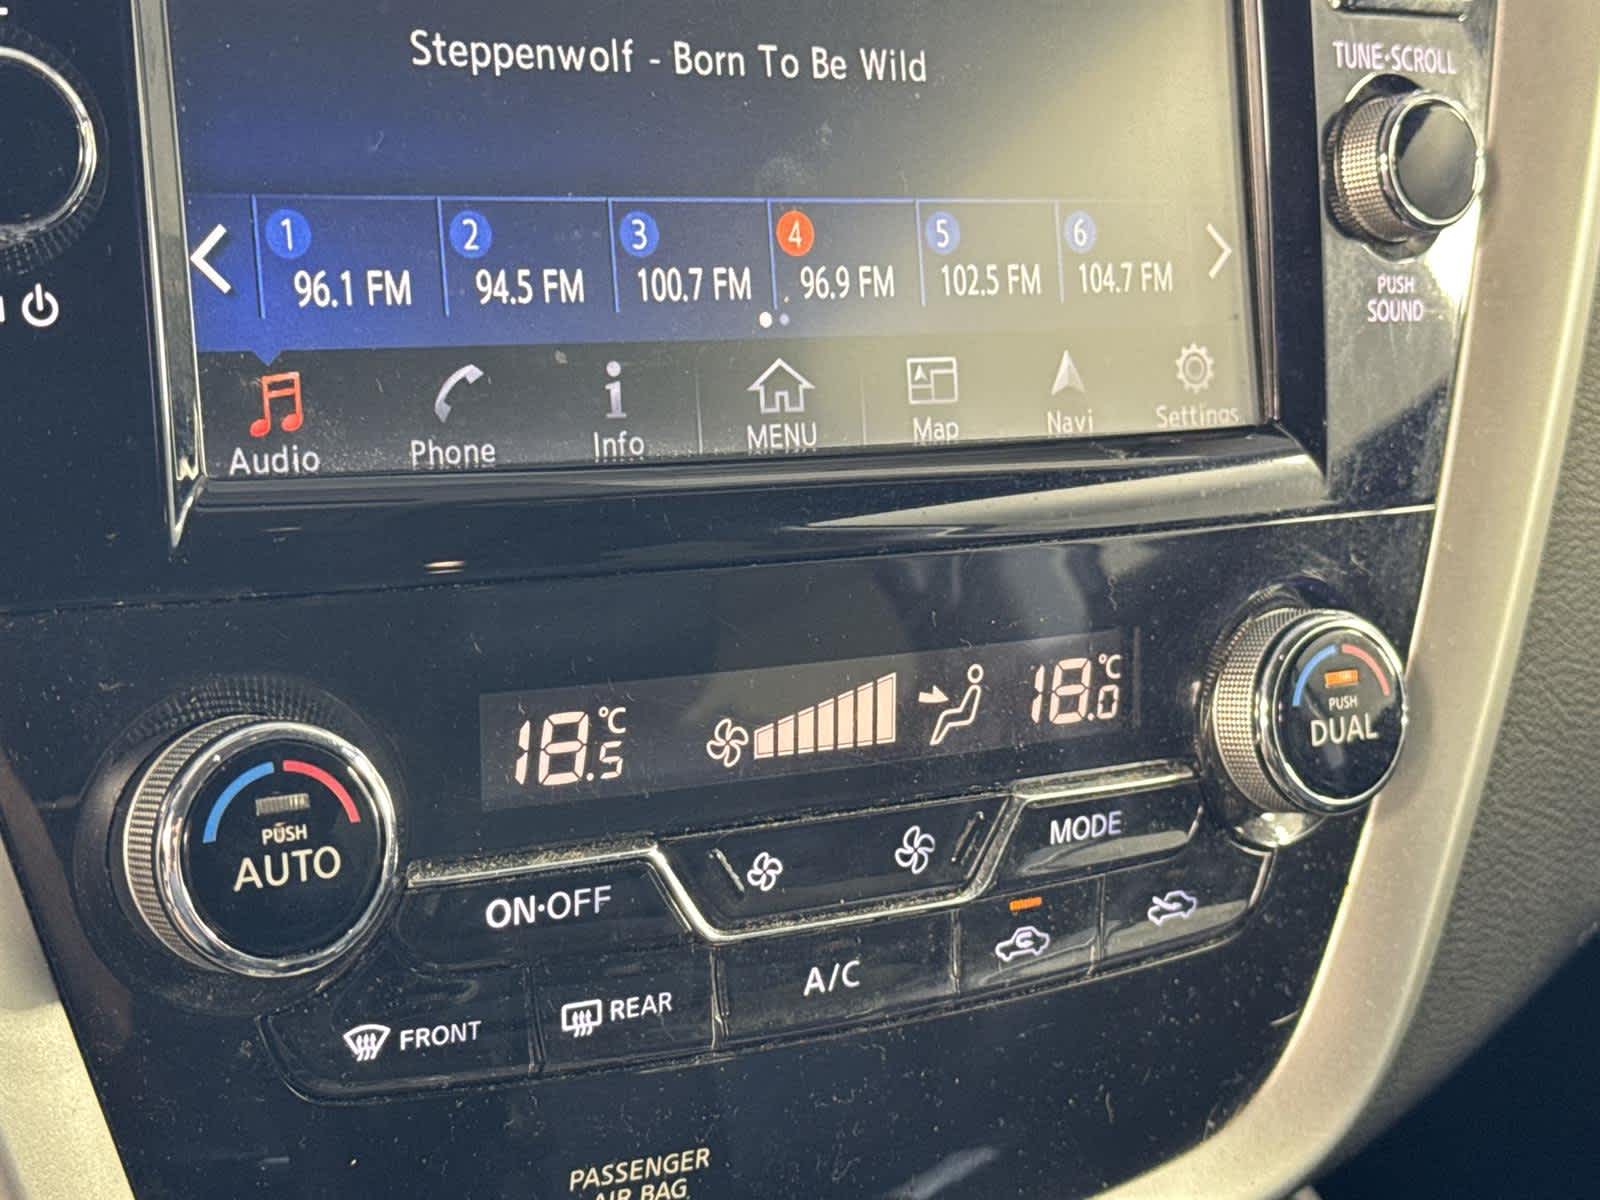 Steppenwolf - Born To Be Wild
TUNE·SCROLL
1 2 3 4 5 6
96.1 FM 94.5 FM 100.7 FM 96.9 FM 102.5 FM 104.7 FM
PUSH
SOUND
Audio Phone Info MENU Map Navi Settings
18.5 °C 18.0 °C
PUSH
AUTO
PUSH
DUAL
MODE
ON·OFF
A/C
FRONT
REAR
PASSENGER
AIR BAG